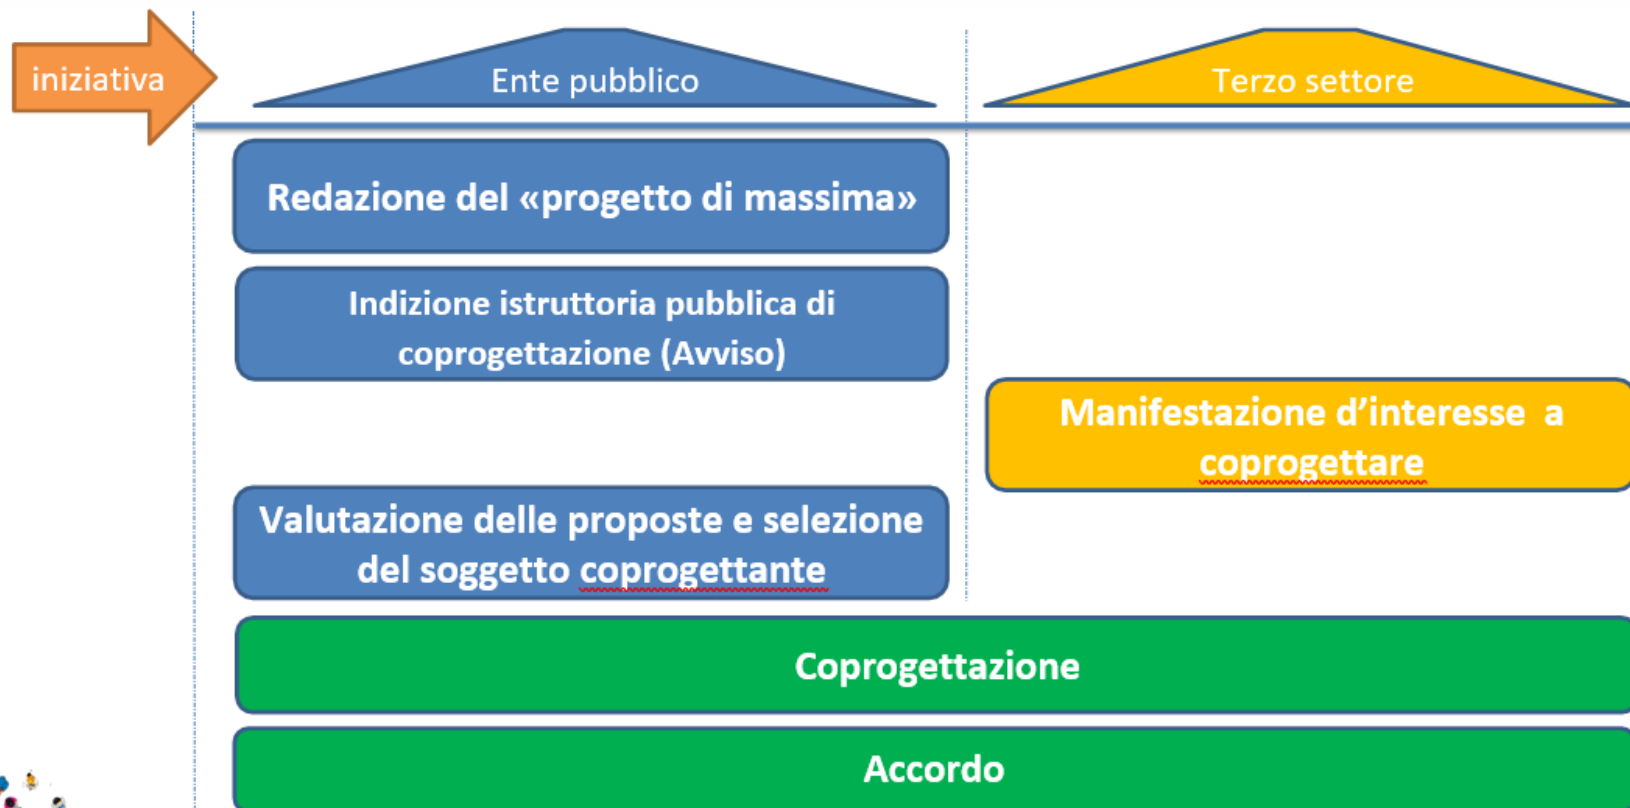 iniziativa
Ente pubblico
Terzo settore
Redazione del «progetto di massima»
Indizione istruttoria pubblica di
coprogettazione (Avviso)
Manifestazione d’interesse a
coprogettare
Valutazione delle proposte e selezione
del soggetto coprogettante
Coprogettazione
Accordo